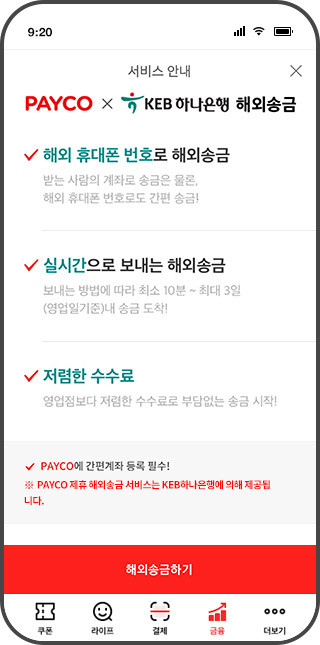 9:20
서비스 안내
PAYCO × KEB 하나은행 해외송금
해외 휴대폰 번호로 해외송금
받는 사람의 계좌로 송금은 물론,
해외 휴대폰 번호로도 간편 송금!
실시간으로 보내는 해외송금
보내는 방법에 따라 최소 10분 ~ 최대 3일
(영업일기준)내 송금 도착!
저렴한 수수료
영업점보다 저렴한 수수료로 부담없는 송금 시작!
PAYCO에 간편계좌 등록 필수!
※ PAYCO 제휴 해외송금 서비스는 KEB하나은행에 의해 제공됩
니다.
해외송금하기
쿠폰 라이프 결제 금융 더보기